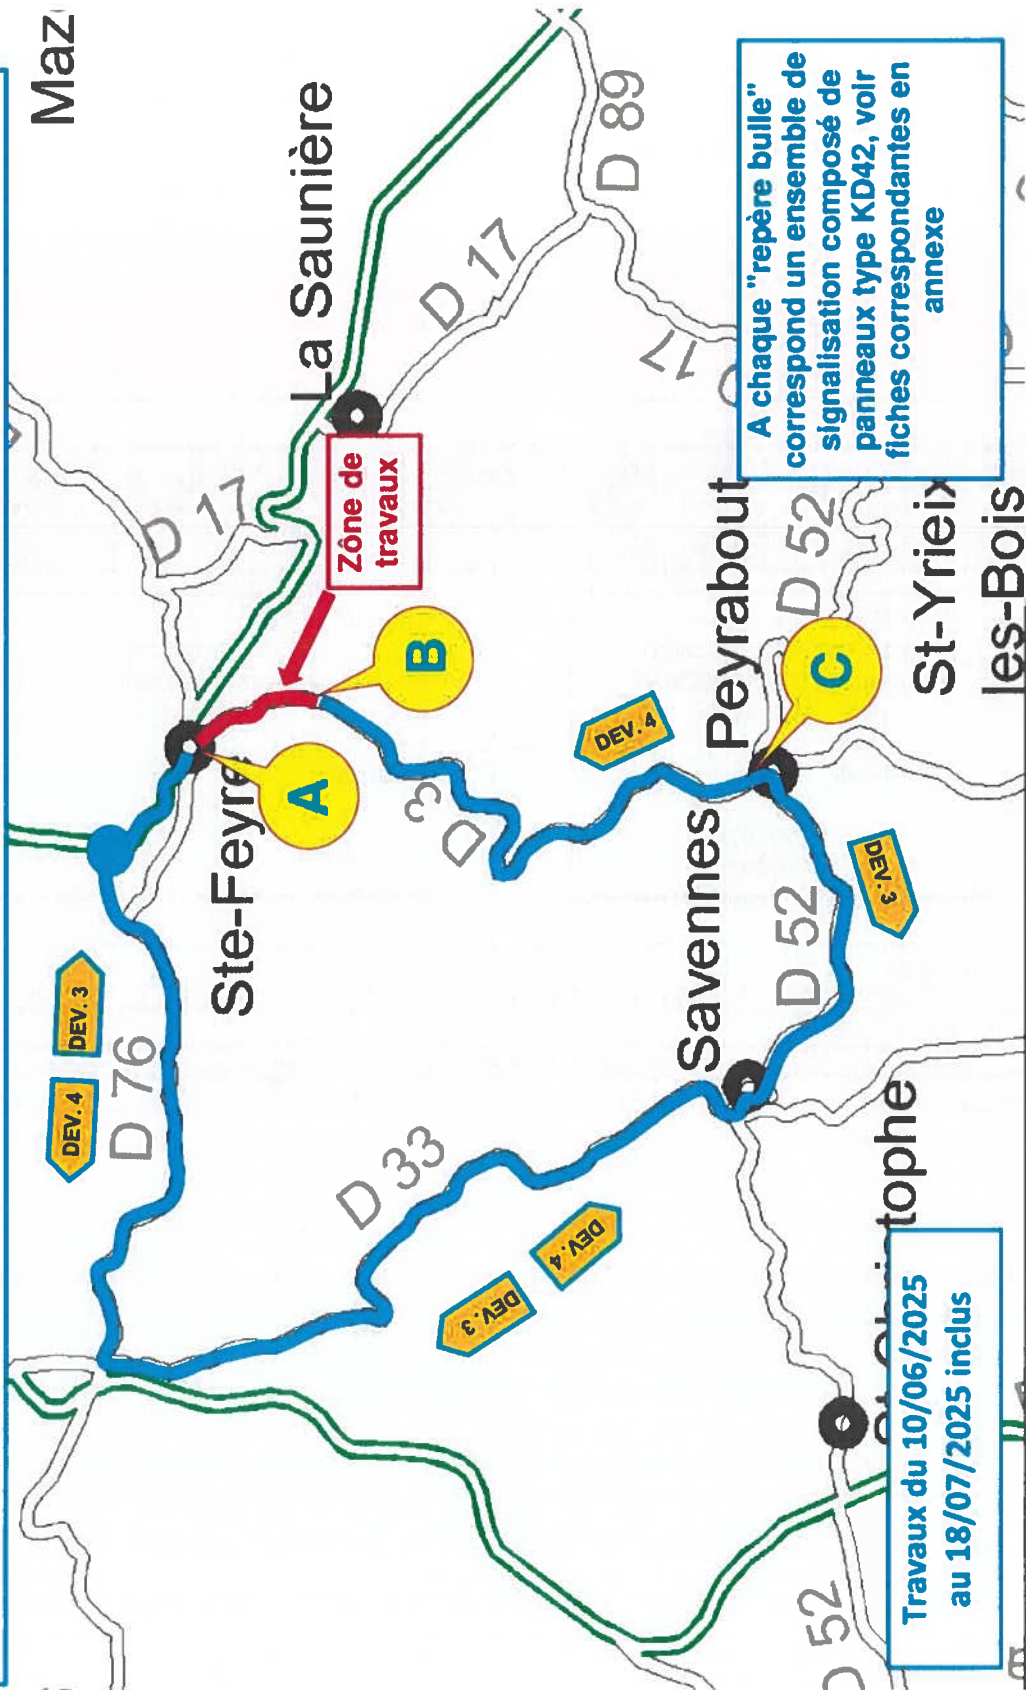 Maz
La Saunière
D 89
D 17
17
D 17
A chaque "repère bulle"
correspond un ensemble de
signalisation composé de
panneaux type KD42, voir
fiches correspondantes en
annexe
Zône de
travaux
A
B
C
Ste-Feyre
D 3
DEV. 4
Peyrabout
D 52
St-Yrieix
les-Bois
DEV. 3
DEV. 4
D 76
Savennes
D 52
DEV. 3
D 33
DEV. 3
DEV. 4
tophe
D 52
Travaux du 10/06/2025
au 18/07/2025 inclus